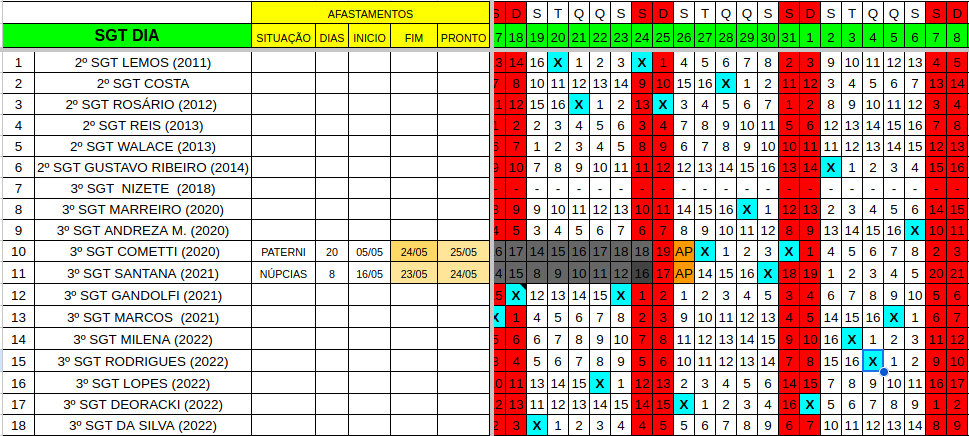 AFASTAMENTOS D S T Q Q S S D S T Q Q S S D S T Q Q S S D
SGT DIA SITUAÇÃO DIAS INICIO FIM PRONTO 18 19 20 21 22 23 24 25 26 27 28 29 30 31 1 2 3 4 5 6 7 8
1 2º SGT LEMOS (2011) 14 16 X 1 2 3 X 1 4 5 6 7 8 2 3 9 10 11 12 13 4 5
2 2º SGT COSTA 8 10 11 12 13 14 9 10 15 16 X 1 2 11 12 3 4 5 6 7 13 14
3 2º SGT ROSÁRIO (2012) 12 15 16 X 1 2 13 X 3 4 5 6 7 1 2 8 9 10 11 12 3 4
4 2º SGT REIS (2013) 2 2 3 4 5 6 3 4 7 8 9 10 11 5 6 12 13 14 15 16 7 8
5 2º SGT WALACE (2013) 7 1 2 3 4 5 8 9 6 7 8 9 10 10 11 11 12 13 14 15 12 13
6 2º SGT GUSTAVO RIBEIRO (2014) 10 7 8 9 10 11 11 12 12 13 14 15 16 13 14 X 1 2 3 4 15 16
7 3º SGT NIZETE (2018) - - - - - - - - - - - - - - - - - - - - - - -
8 3º SGT MARREIRO (2020) 9 9 10 11 12 13 10 11 14 15 16 X 1 12 13 2 3 4 5 6 14 15
9 3º SGT ANDREZA M. (2020) 5 3 4 5 6 7 6 7 8 9 10 11 12 8 9 13 14 15 16 X 10 11
10 3º SGT COMETTI (2020) PATERNI 20 05/05 24/05 25/05 17 14 15 16 17 18 18 19 AP X 1 2 3 X 1 4 5 6 7 8 2 3
11 3º SGT SANTANA (2021) NÚPCIAS 8 16/05 23/05 24/05 15 8 9 10 11 12 16 17 AP 14 15 16 X 18 19 1 2 3 4 5 20 21
12 3º SGT GANDOLFI (2021) X 12 13 14 15 X 1 2 1 2 3 4 5 3 4 6 7 8 9 10 5 6
13 3º SGT MARCOS (2021) X 1 4 5 6 7 8 2 3 9 10 11 12 13 4 5 14 15 16 X 1 6 7
14 3º SGT MILENA (2022) 6 6 7 8 9 10 7 8 11 12 13 14 15 9 10 16 X 1 2 3 11 12
15 3º SGT RODRIGUES (2022) 4 5 6 7 8 9 5 6 10 11 12 13 14 7 8 15 16 X 1 2 9 10
16 3º SGT LOPES (2022) 11 13 14 15 X 1 12 13 2 3 4 5 6 14 15 7 8 9 10 11 16 17
17 3º SGT DEORACKI (2022) 13 11 12 13 14 15 14 15 X 1 2 3 4 16 X 5 6 7 8 9 1 2
18 3º SGT DA SILVA (2022) 3 X 1 2 3 4 4 5 5 6 7 8 9 6 7 10 11 12 13 14 8 9